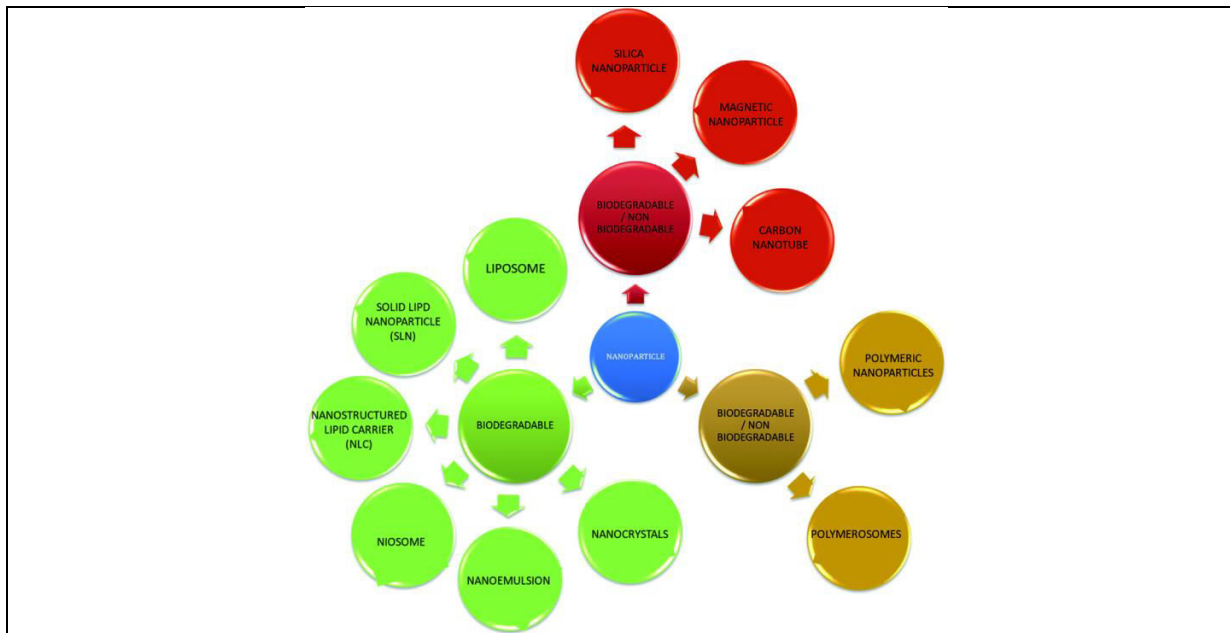 SILICA
NANOPARTICLE
MAGNETIC
NANOPARTICLE
BIODEGRADABLE
/ NON
BIODEGRADABLE
CARBON
NANOTUBE
LIPOSOME
SOLID LIPD
NANOPARTICLE
(SLN)
NANOPARTICLE
POLYMERIC
NANOPARTICLES
NANOSTRUCTURED
LIPID CARRIER
(NLC)
BIODEGRADABLE
BIODEGRADABLE
/ NON
BIODEGRADABLE
NIOSOME
NANOCRYSTALS
POLYMEROSOMES
NANOEMULSION